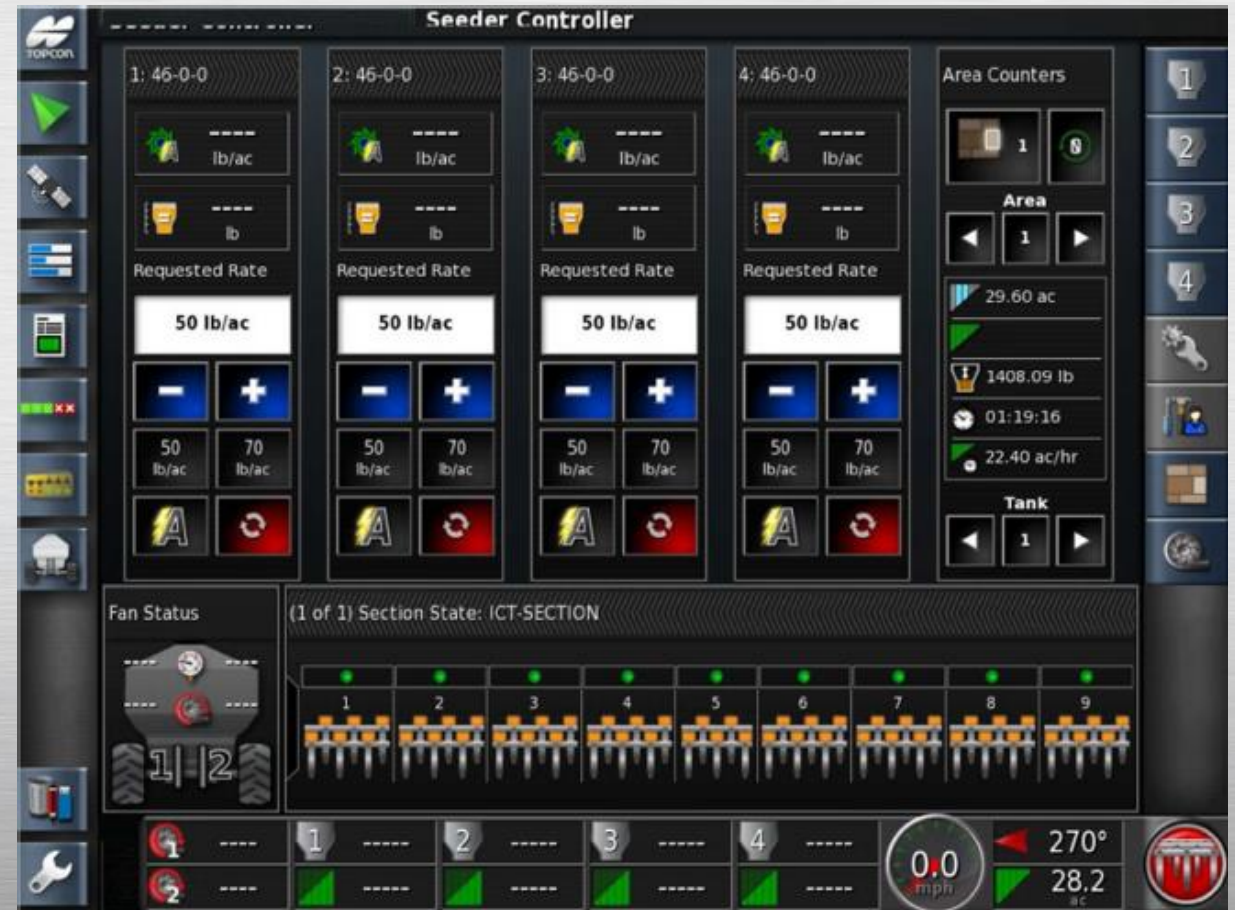 TOPCON
Seeder Controller
1: 46-0-0
2: 46-0-0
3: 46-0-0
4: 46-0-0
Area Counters
---- lb/ac
---- lb/ac
---- lb/ac
---- lb/ac
1
0
---- lb
---- lb
---- lb
---- lb
Area
1
Requested Rate
Requested Rate
Requested Rate
Requested Rate
50 lb/ac
50 lb/ac
50 lb/ac
50 lb/ac
29.60 ac
1408.09 lb
01:19:16
22.40 ac/hr
- +
- +
- +
- +
50 lb/ac
70 lb/ac
50 lb/ac
70 lb/ac
50 lb/ac
70 lb/ac
50 lb/ac
70 lb/ac
A
A
A
A
Tank
1
1
2
3
4
Fan Status
---- ----
---- ----
1 2
(1 of 1) Section State: ICT-SECTION
1 2 3 4 5 6 7 8 9
1 ----
1 -----
2 -----
3 -----
4 -----
2 ----
-----
-----
-----
-----
0.0
mph
270°
28.2
ac